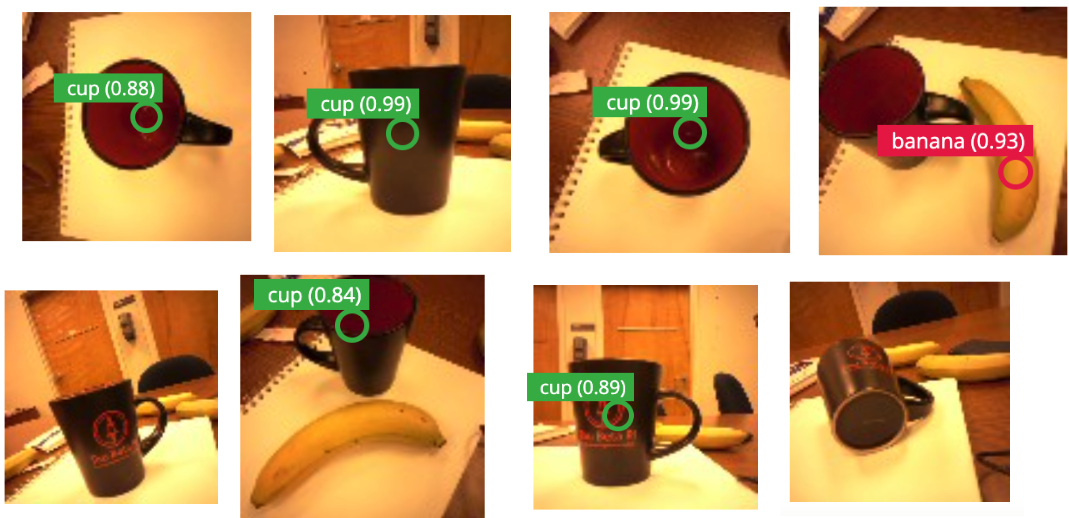 cup (0.88)
cup (0.99)
cup (0.99)
banana (0.93)
cup (0.84)
cup (0.89)